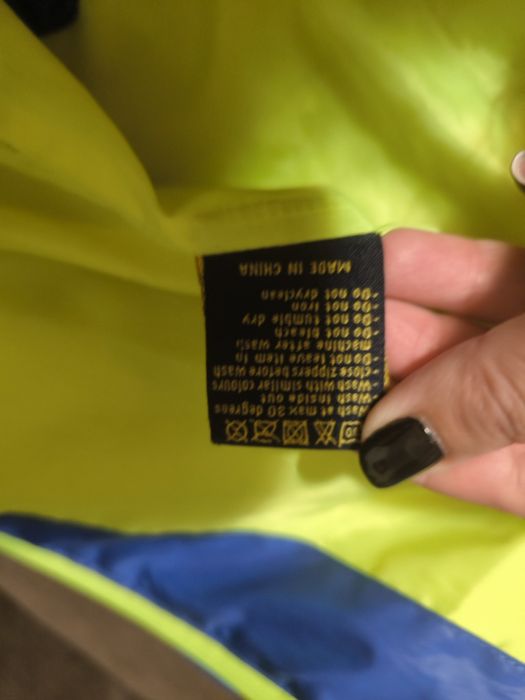 Wash at max 30 degrees
· Wash inside out
· Wash with similar colours
· Close zippers before wash
· Do not leave item in
machine after wash
· Do not bleach
· Do not tumble dry
· Do not iron
· Do not dryclean
MADE IN CHINA